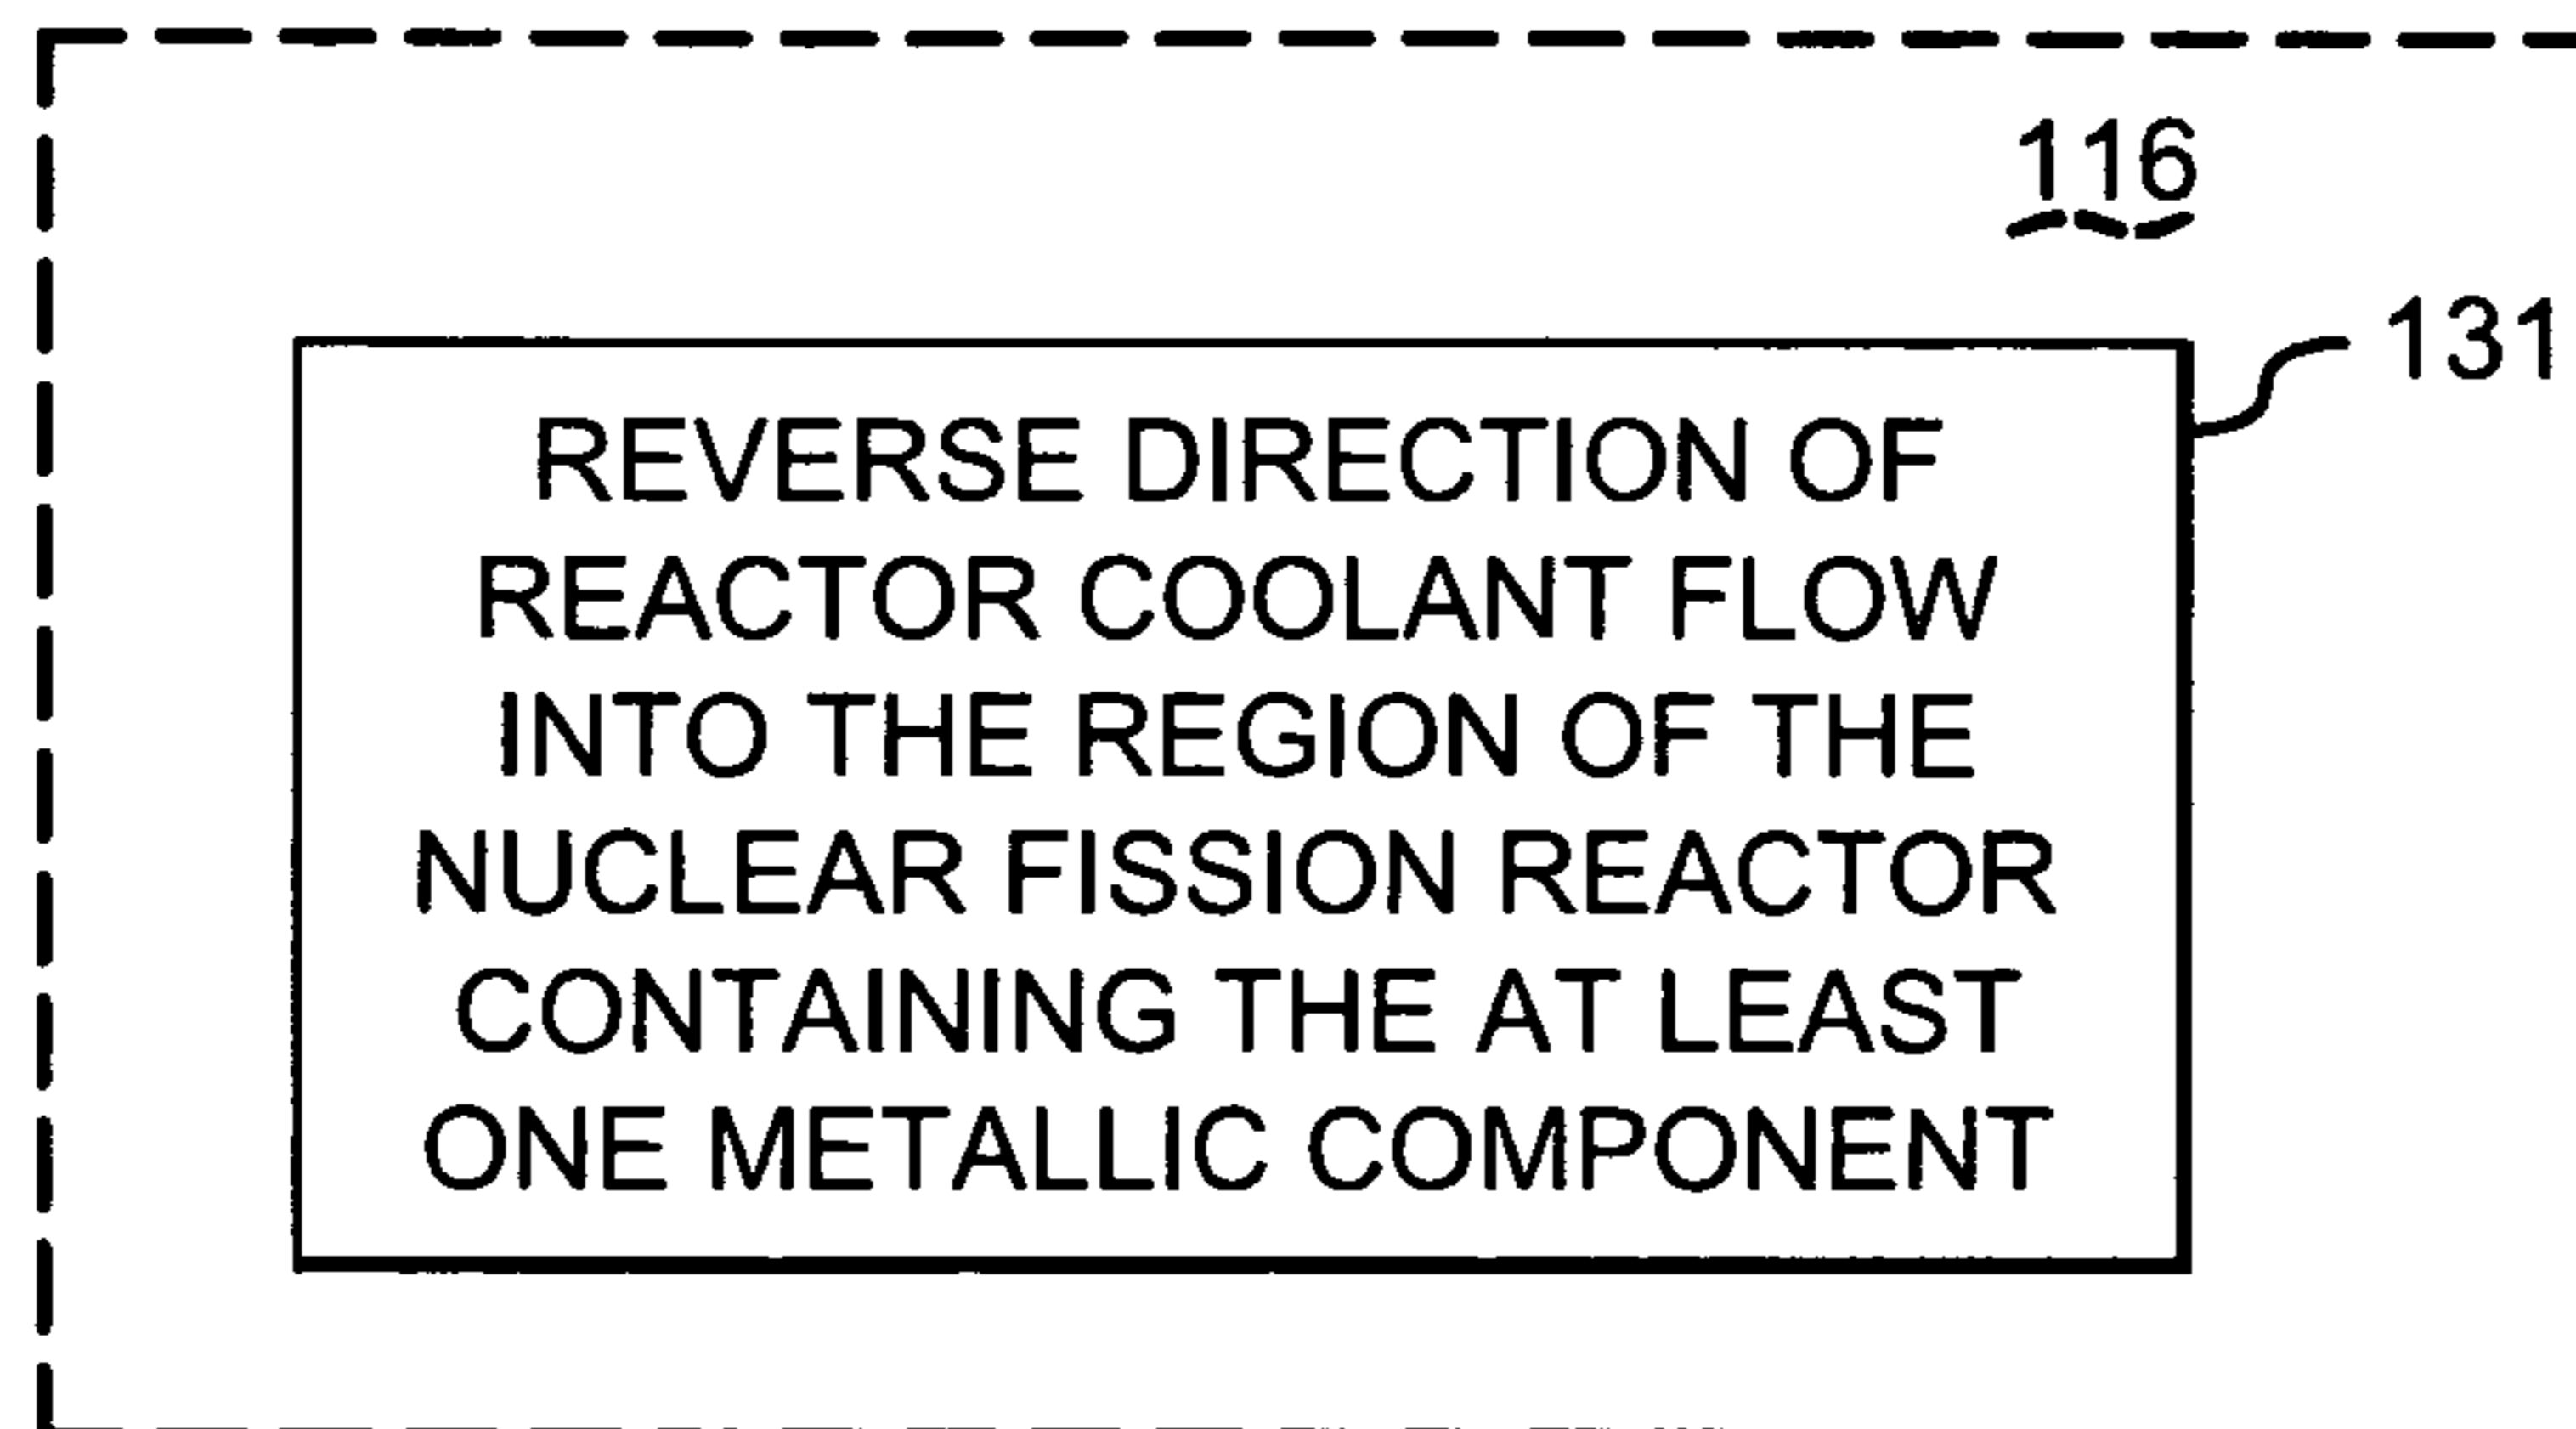 116
131
REVERSE DIRECTION OF
REACTOR COOLANT FLOW
INTO THE REGION OF THE
NUCLEAR FISSION REACTOR
CONTAINING THE AT LEAST
ONE METALLIC COMPONENT